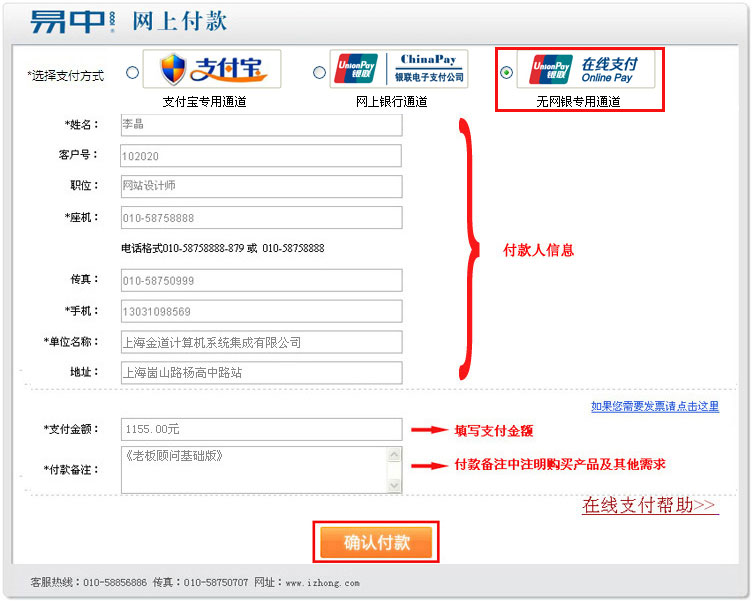 易中 网上付款
*选择支付方式
支付宝
支付宝专用通道
UnionPay 银联 ChinaPay 银联电子支付公司
网上银行通道
UnionPay 银联 在线支付 Online Pay
无网银专用通道
*姓名： 李晶
客户号： 102020
职位： 网站设计师
*座机： 010-58758888
电话格式010-58758888-879 或 010-58758888
付款人信息
传真： 010-58750999
*手机： 13031098569
*单位名称： 上海金道计算机系统集成有限公司
地址： 上海崮山路杨高中路站
如果您需要发票请点击这里
*支付金额： 1155.00元 填写支付金额
*付款备注： 《老板顾问基础版》 付款备注中注明购买产品及其他需求
在线支付帮助>>
确认付款
客服热线：010-58856886 传真：010-58750707 网址：www.izhong.com